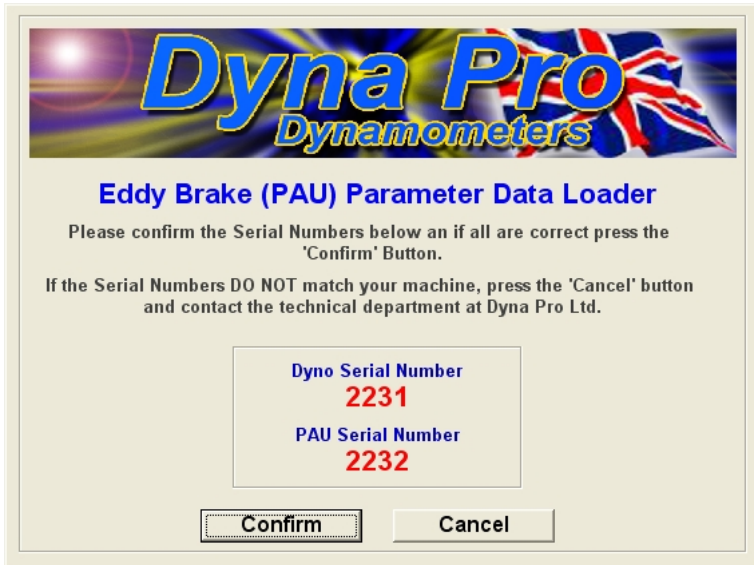 Dyna Pro
Dynamometers
Eddy Brake (PAU) Parameter Data Loader
Please confirm the Serial Numbers below an if all are correct press the
'Confirm' Button.
If the Serial Numbers DO NOT match your machine, press the 'Cancel' button
and contact the technical department at Dyna Pro Ltd.
Dyno Serial Number
2231
PAU Serial Number
2232
Confirm Cancel